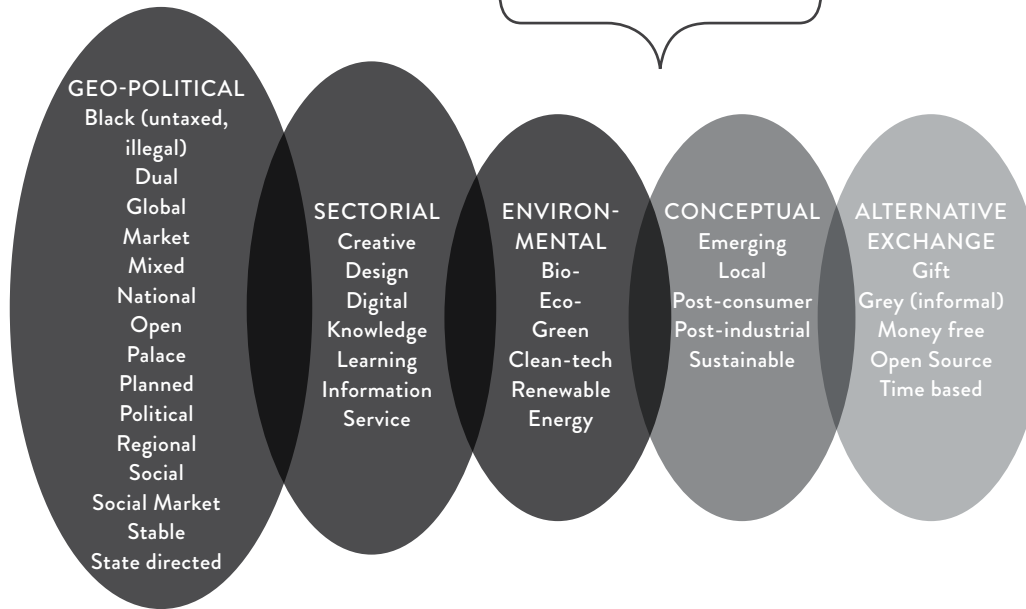 GEO-POLITICAL
Black (untaxed,
illegal)
Dual
Global
Market
Mixed
National
Open
Palace
Planned
Political
Regional
Social
Social Market
Stable
State directed
SECTORIAL
Creative
Design
Digital
Knowledge
Learning
Information
Service
ENVIRON-
MENTAL
Bio-
Eco-
Green
Clean-tech
Renewable
Energy
CONCEPTUAL
Emerging
Local
Post-consumer
Post-industrial
Sustainable
ALTERNATIVE
EXCHANGE
Gift
Grey (informal)
Money free
Open Source
Time based